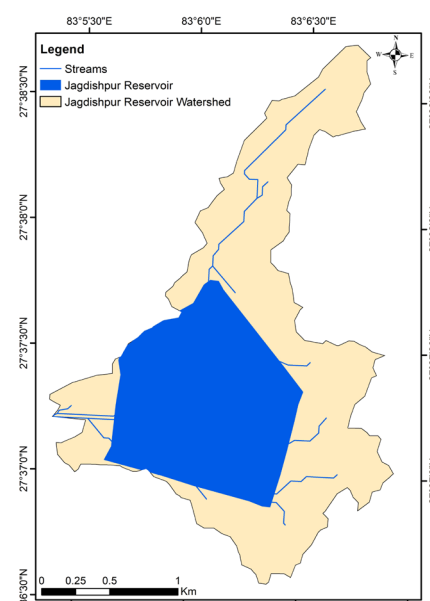 83°5'30"E 83°6'0"E 83°6'30"E
Legend
Streams
Jagdishpur Reservoir
Jagdishpur Reservoir Watershed
N
W E
S
27°38'30"N
27°38'0"N
27°37'30"N
27°37'0"N
6'30"N
0 0.25 0.5 1
Km